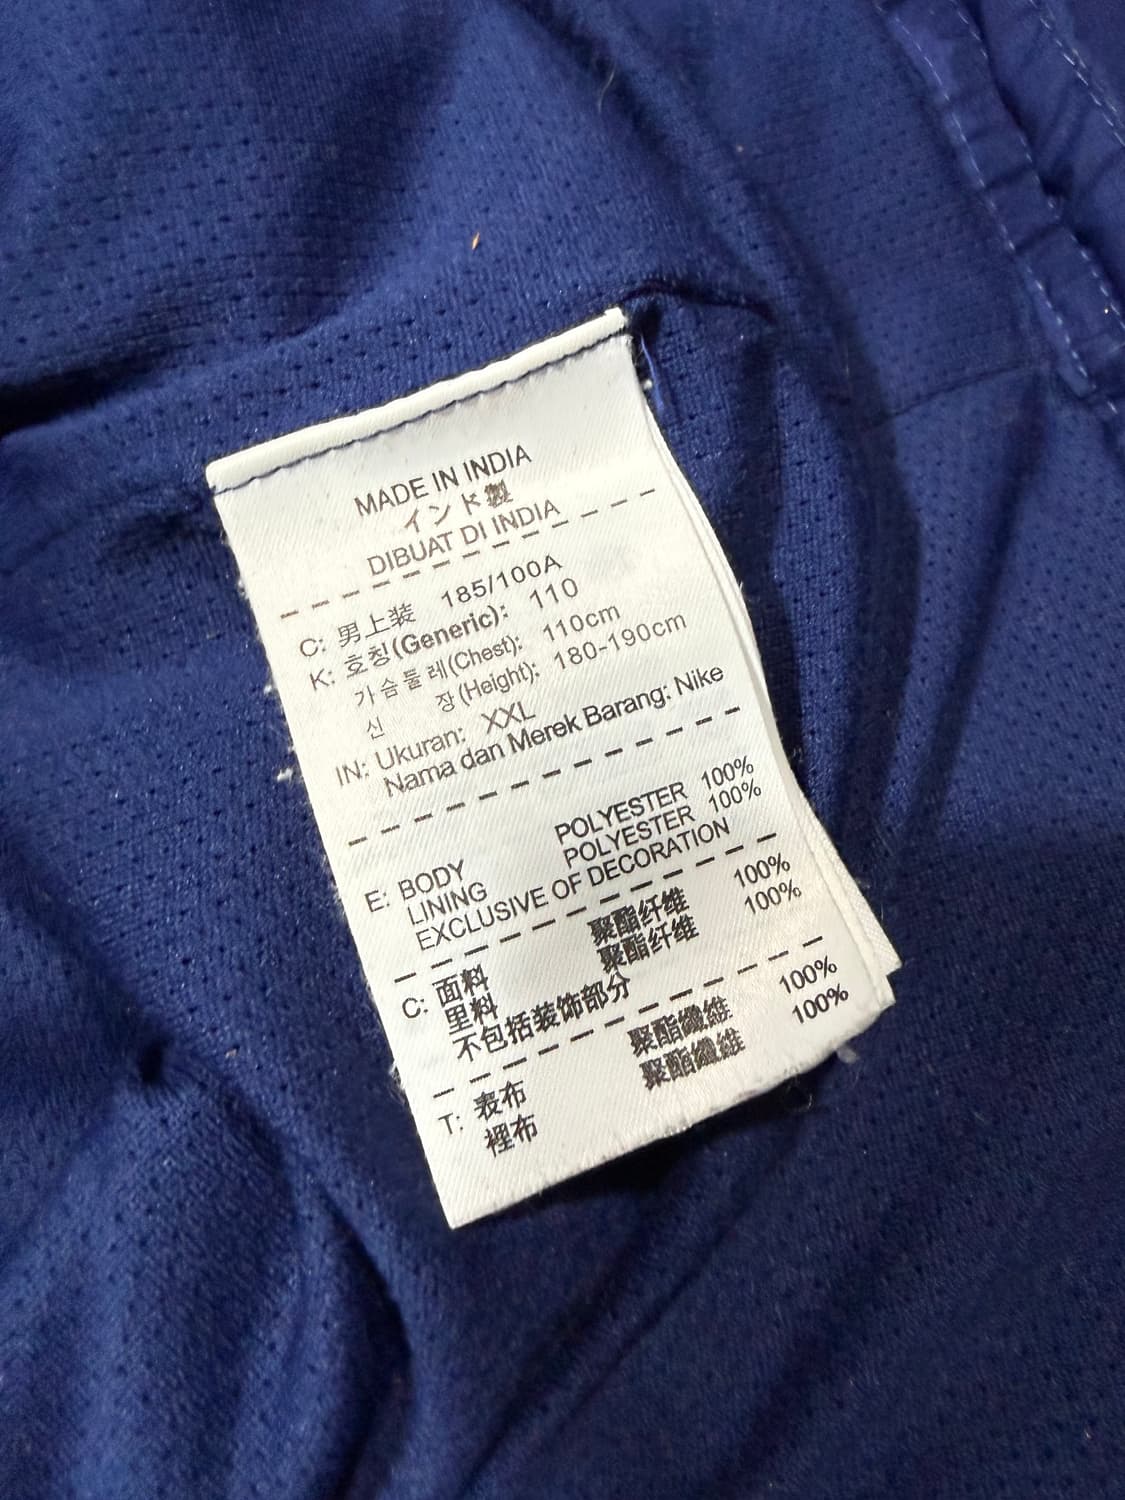 MADE IN INDIA
インド製
DIBUAT DI INDIA
C: 男上装 185/100A
K: 호칭(Generic): 110
가슴둘레(Chest): 110cm
신 장(Height): 180-190cm
IN: Ukuran: XXL
Nama dan Merek Barang: Nike
E: BODY POLYESTER 100%
LINING POLYESTER 100%
EXCLUSIVE OF DECORATION
C: 面料 聚酯纤维 100%
里料 聚酯纤维 100%
不包括装饰部分
T: 表布 聚酯纖維 100%
裡布 聚酯纖維 100%